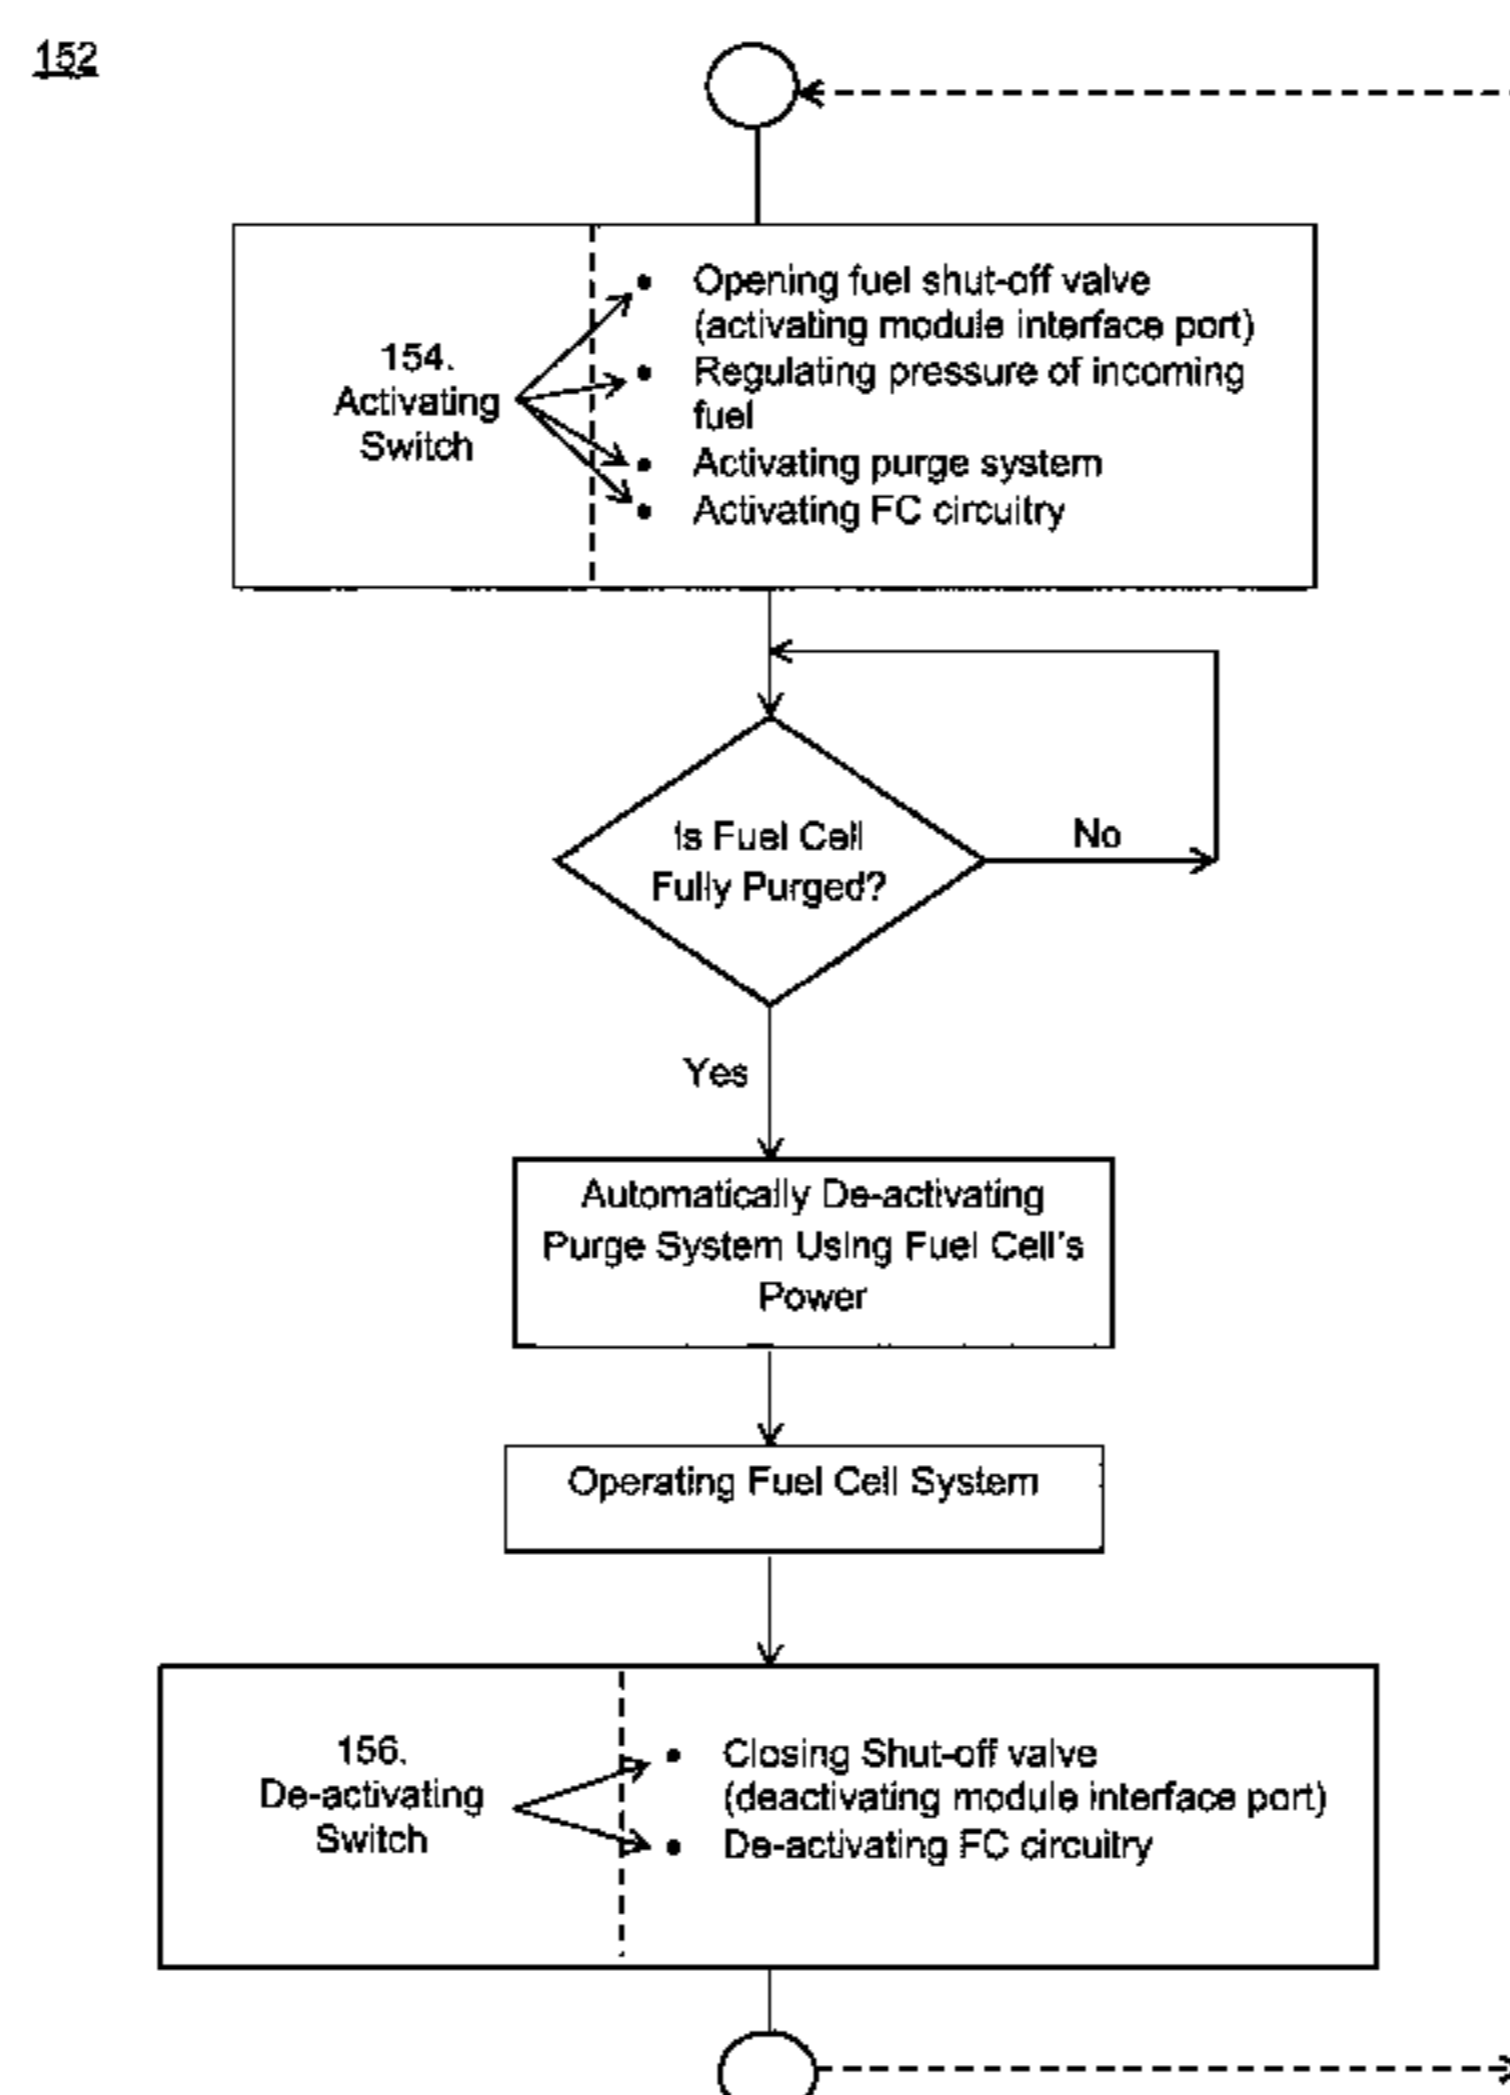 152
154.
Activating
Switch
• Opening fuel shut-off valve
(activating module interface port)
• Regulating pressure of incoming
fuel
• Activating purge system
• Activating FC circuitry
Is Fuel Cell
Fully Purged?
No
Yes
Automatically De-activating
Purge System Using Fuel Cell's
Power
Operating Fuel Cell System
156.
De-activating
Switch
• Closing Shut-off valve
(deactivating module interface port)
• De-activating FC circuitry